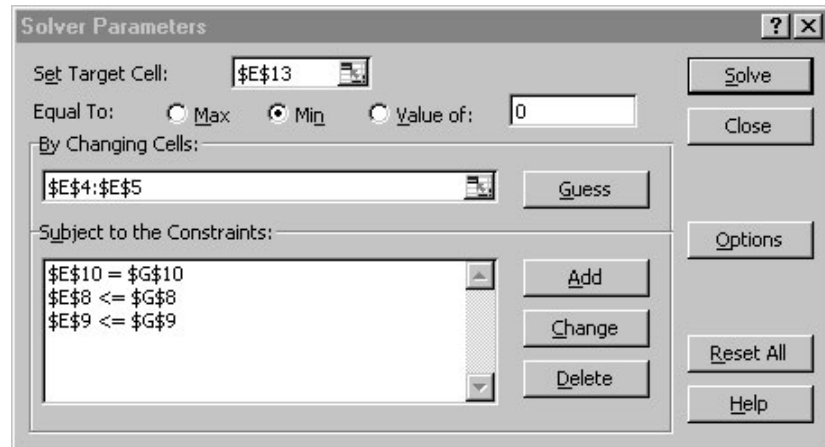 Solver Parameters
? X
Set Target Cell: $E$13 Solve
Equal To: Max Min Value of: 0 Close
By Changing Cells:
$E$4:$E$5 Guess
Subject to the Constraints: Options
$E$10 = $G$10 Add
$E$8 <= $G$8
$E$9 <= $G$9 Change
Reset All
Delete
Help